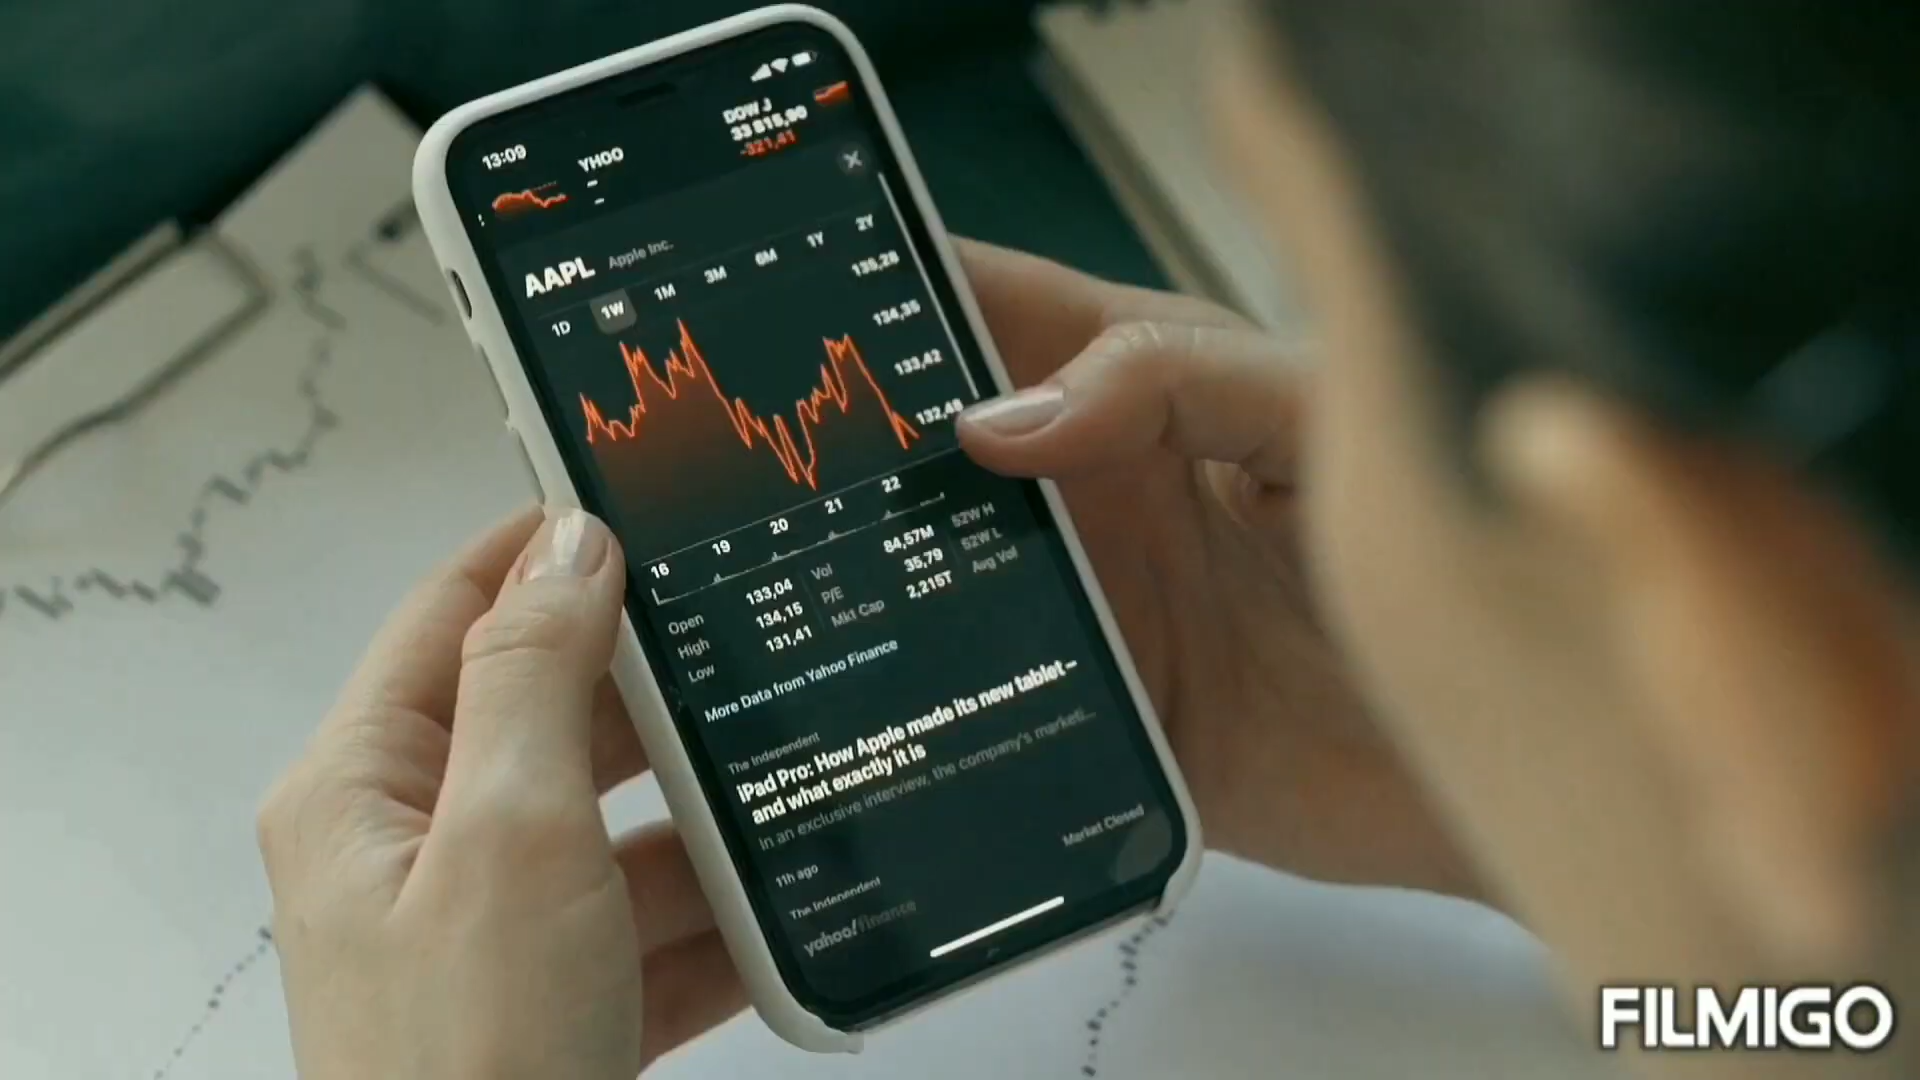 13:09
YHOO
-
-
DOW J
33 815,90
-321,41
AAPL Apple Inc.
1D 1W 1M 3M 6M 1Y 2Y
135,28
134,35
133,42
132,48
16 19 20 21 22
Open 133,04 Vol 84,57M 52W H
High 134,15 P/E 35,79 52W L
Low 131,41 Mkt Cap 2,215T Avg Vol
More Data from Yahoo Finance
The Independent
iPad Pro: How Apple made its new tablet –
and what exactly it is
In an exclusive interview, the company's marketi...
11h ago
The Independent
yahoo/finance
Market Closed
FILMIGO